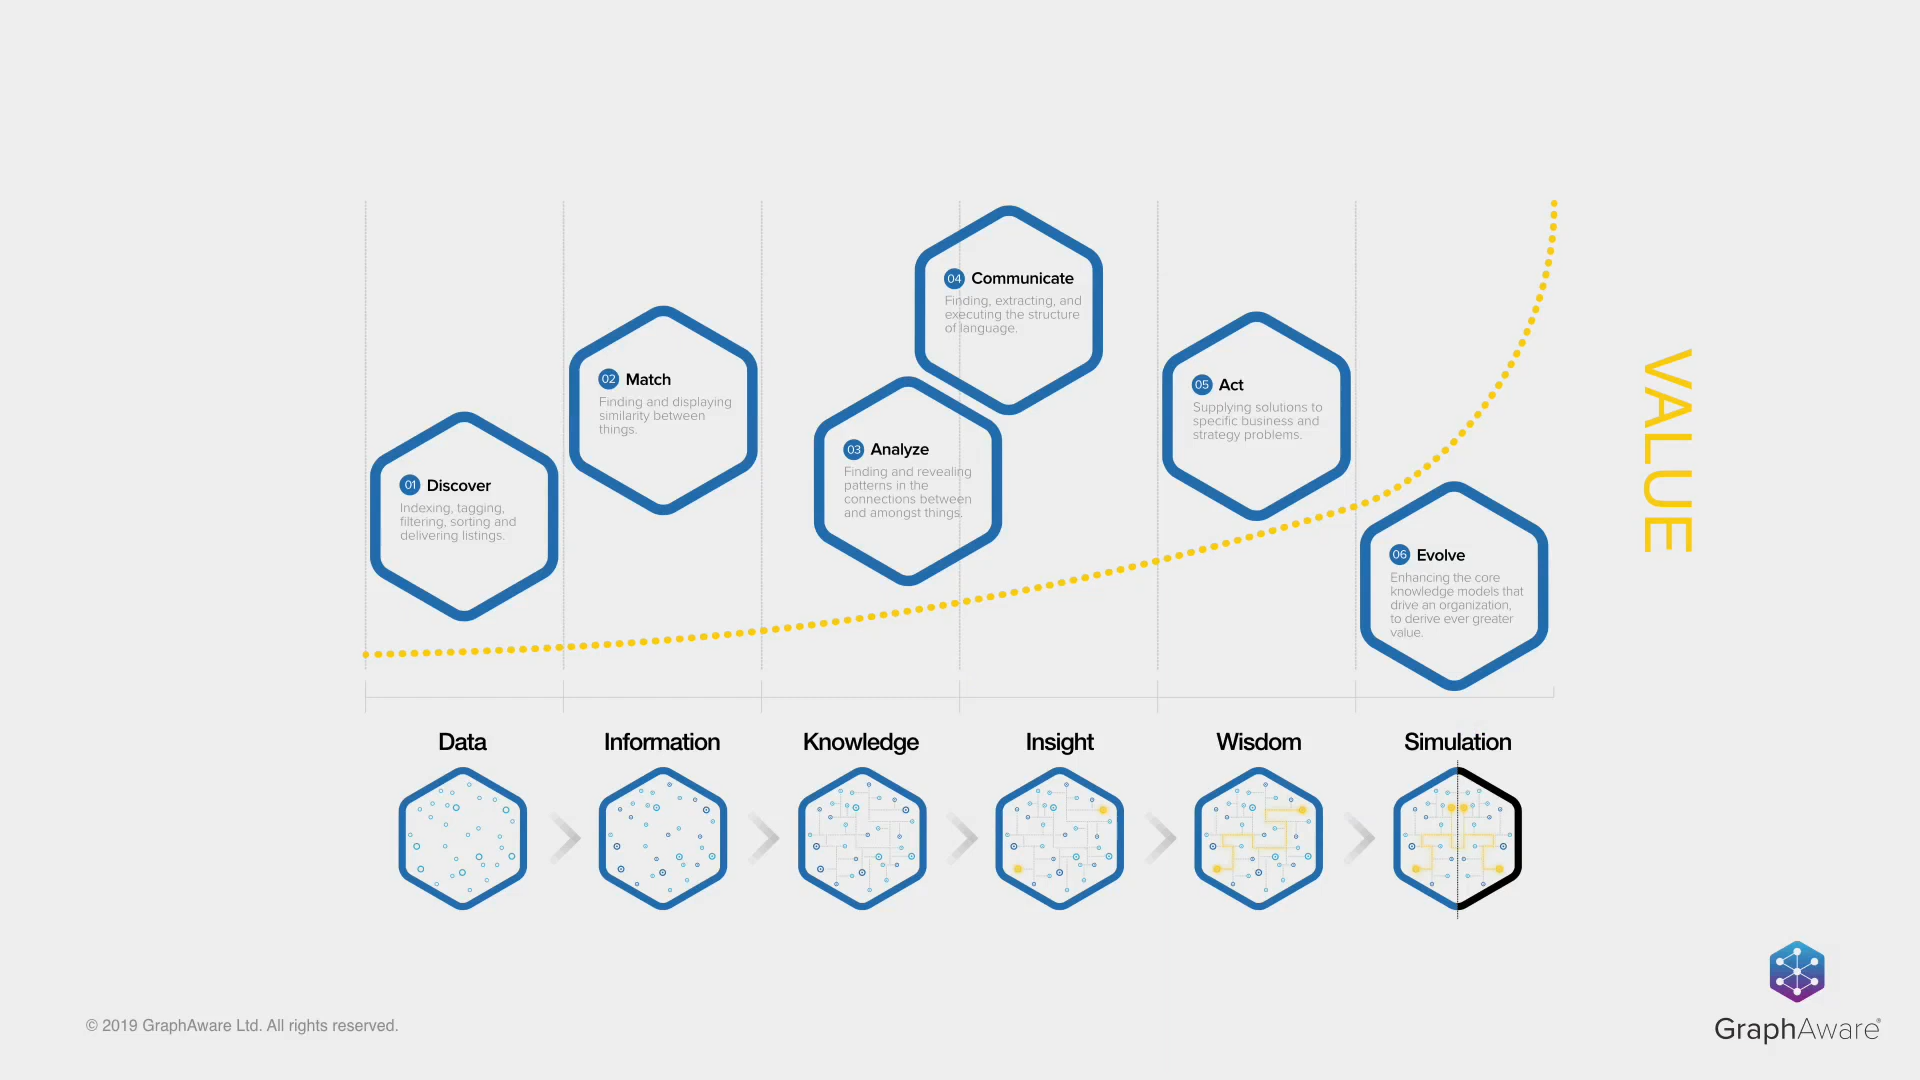 01 Discover
Indexing, tagging,
filtering, sorting and
delivering listings.
02 Match
Finding and displaying
similarity between
things.
03 Analyze
Finding and revealing
patterns in the
connections between
and amongst things.
04 Communicate
Finding, extracting, and
executing the structure
of language.
05 Act
Supplying solutions to
specific business and
strategy problems.
06 Evolve
Enhancing the core
knowledge models that
drive an organization,
to derive ever greater
value.
VALUE
Data
Information
Knowledge
Insight
Wisdom
Simulation
© 2019 GraphAware Ltd. All rights reserved.
GraphAware®